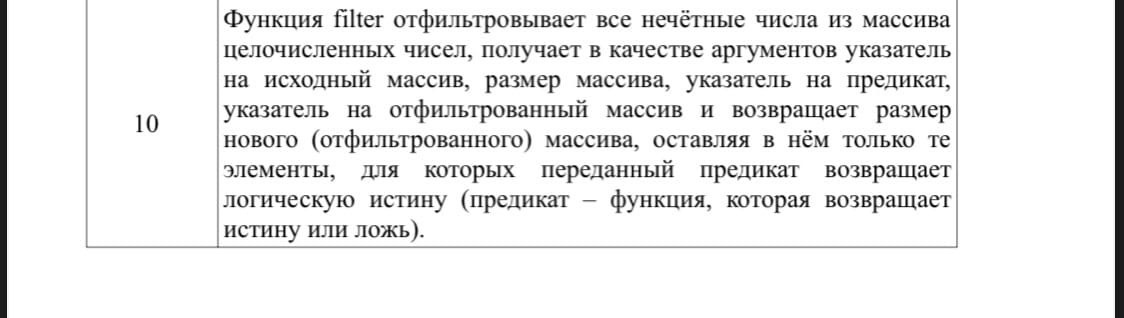 Функция filter отфильтровывает все нечётные числа из массива
целочисленных чисел, получает в качестве аргументов указатель
на исходный массив, размер массива, указатель на предикат,
указатель на отфильтрованный массив и возвращает размер
10
нового (отфильтрованного) массива, оставляя в нём только те
элементы, для которых переданный предикат возвращает
логическую истину (предикат – функция, которая возвращает
истину или ложь).